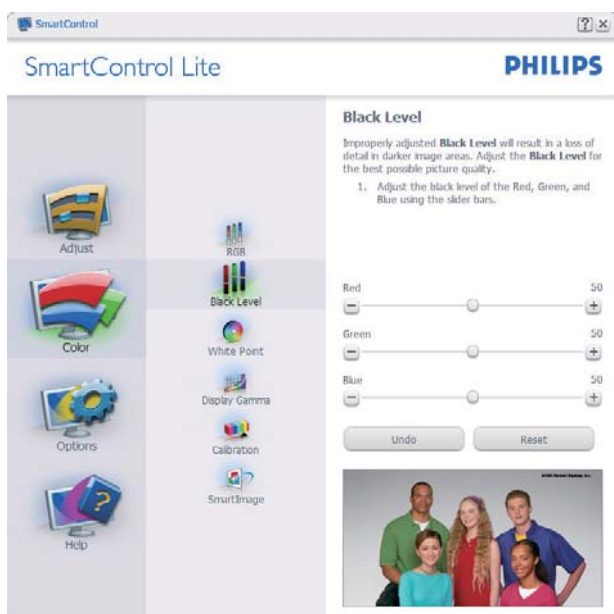 SmartControl
?
×
SmartControl Lite
PHILIPS
Adjust
Color
Options
?
Help
RGB
Black Level
White Point
Display Gamma
Calibration
SmartImage
Black Level
Improperly adjusted Black Level will result in a loss of
detail in darker image areas. Adjust the Black Level for
the best possible picture quality.
1. Adjust the black level of the Red, Green, and
Blue using the slider bars.
Red 50
− +
Green 50
− +
Blue 50
− +
Undo Reset